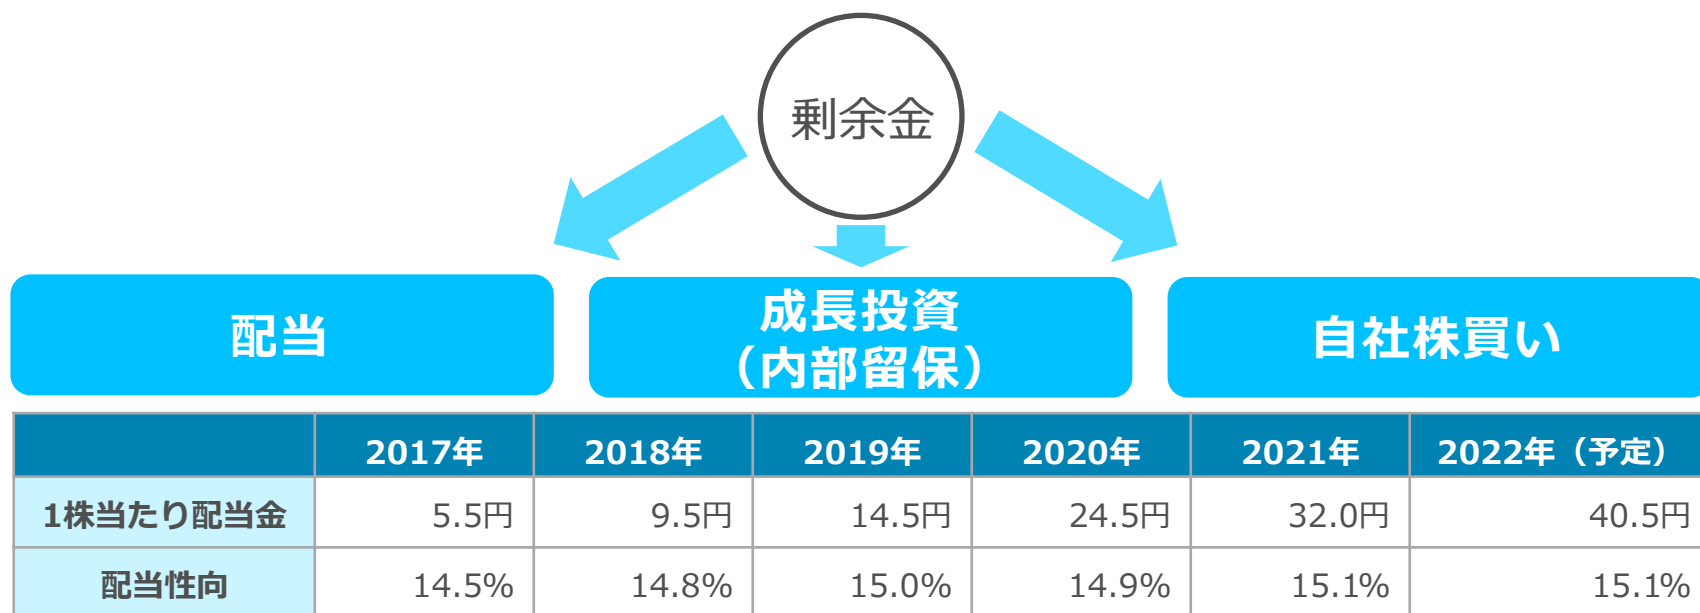 剰余金
配当
成長投資
（内部留保）
自社株買い
2017年 2018年 2019年 2020年 2021年 2022年（予定）
1株当たり配当金 5.5円 9.5円 14.5円 24.5円 32.0円 40.5円
配当性向 14.5% 14.8% 15.0% 14.9% 15.1% 15.1%